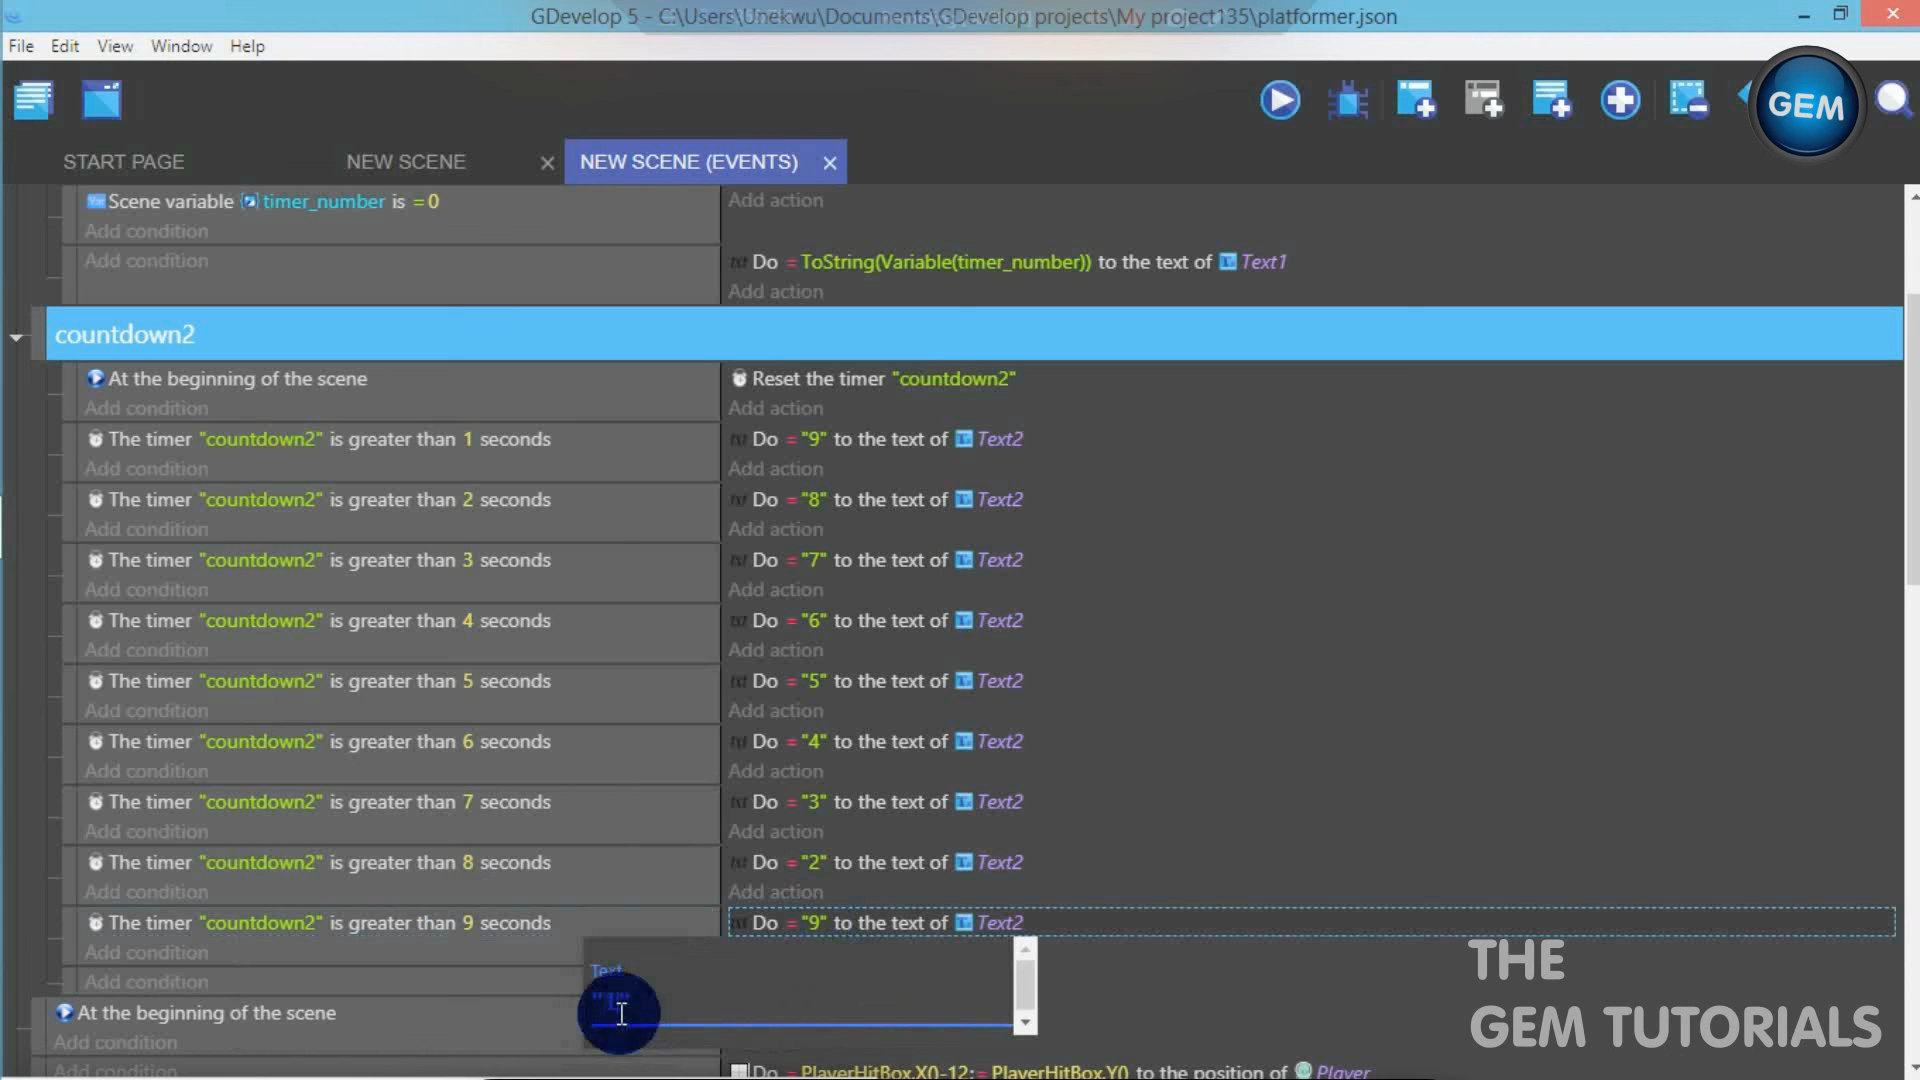 GDevelop 5 - C:\Users\Unekwu\Documents\GDevelop projects\My project135\platformer.json
File Edit View Window Help
GEM
START PAGE NEW SCENE NEW SCENE (EVENTS)
Scene variable timer_number is = 0 Add action
Add condition
Add condition Do = ToString(Variable(timer_number)) to the text of Text1
Add action
countdown2
At the beginning of the scene Reset the timer "countdown2"
Add condition Add action
The timer "countdown2" is greater than 1 seconds Do = "9" to the text of Text2
Add condition Add action
The timer "countdown2" is greater than 2 seconds Do = "8" to the text of Text2
Add condition Add action
The timer "countdown2" is greater than 3 seconds Do = "7" to the text of Text2
Add condition Add action
The timer "countdown2" is greater than 4 seconds Do = "6" to the text of Text2
Add condition Add action
The timer "countdown2" is greater than 5 seconds Do = "5" to the text of Text2
Add condition Add action
The timer "countdown2" is greater than 6 seconds Do = "4" to the text of Text2
Add condition Add action
The timer "countdown2" is greater than 7 seconds Do = "3" to the text of Text2
Add condition Add action
The timer "countdown2" is greater than 8 seconds Do = "2" to the text of Text2
Add condition Add action
The timer "countdown2" is greater than 9 seconds Do = "9" to the text of Text2
Add condition
Text
Add condition
"1"
At the beginning of the scene
Add condition
Add condition Do = PlayerHitBox.X()-12;= PlayerHitBox.Y() to the position of Player
THE
GEM TUTORIALS